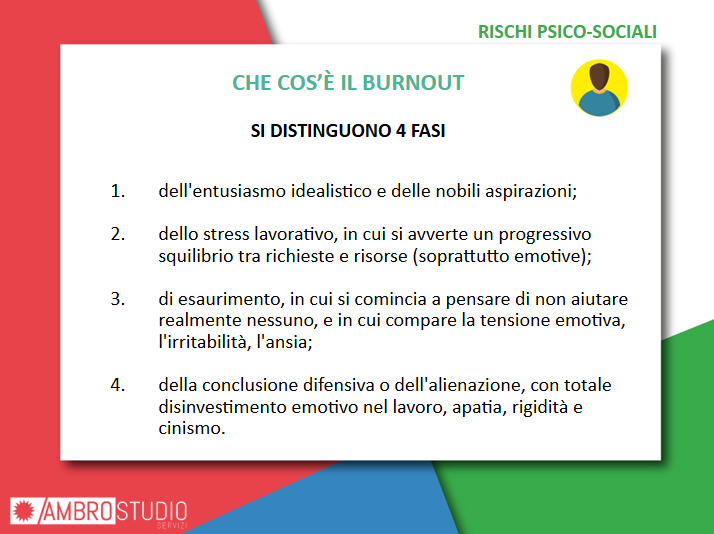 RISCHI PSICO-SOCIALI
CHE COS’È IL BURNOUT
SI DISTINGUONO 4 FASI
1. dell'entusiasmo idealistico e delle nobili aspirazioni;
2. dello stress lavorativo, in cui si avverte un progressivo
squilibrio tra richieste e risorse (soprattutto emotive);
3. di esaurimento, in cui si comincia a pensare di non aiutare
realmente nessuno, e in cui compare la tensione emotiva,
l'irritabilità, l'ansia;
4. della conclusione difensiva o dell'alienazione, con totale
disinvestimento emotivo nel lavoro, apatia, rigidità e
cinismo.
AMBROSTUDIO
SERVIZI